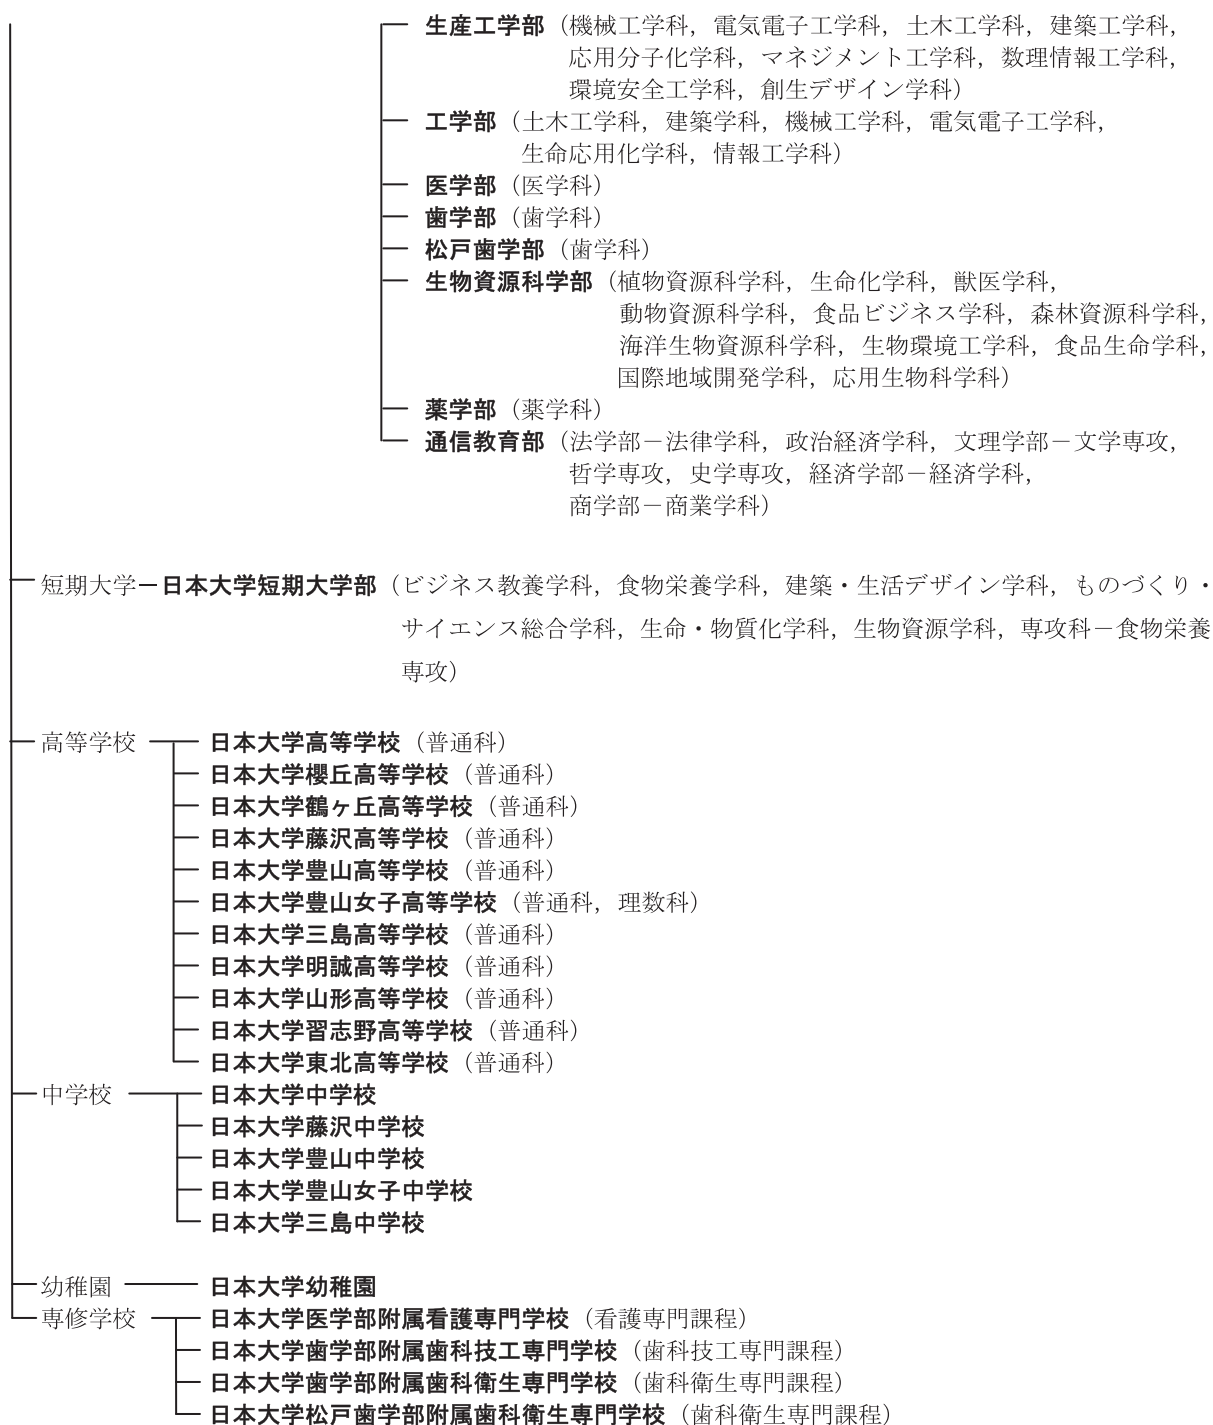 生産工学部（機械工学科，電気電子工学科，土木工学科，建築工学科，
応用分子化学科，マネジメント工学科，数理情報工学科，
環境安全工学科，創生デザイン学科）
工学部（土木工学科，建築学科，機械工学科，電気電子工学科，
生命応用化学科，情報工学科）
医学部（医学科）
歯学部（歯学科）
松戸歯学部（歯学科）
生物資源科学部（植物資源科学科，生命化学科，獣医学科，
動物資源科学科，食品ビジネス学科，森林資源科学科，
海洋生物資源科学科，生物環境工学科，食品生命学科，
国際地域開発学科，応用生物科学科）
薬学部（薬学科）
通信教育部（法学部－法律学科，政治経済学科，文理学部－文学専攻，
哲学専攻，史学専攻，経済学部－経済学科，
商学部－商業学科）
短期大学ー日本大学短期大学部（ビジネス教養学科，食物栄養学科，建築・生活デザイン学科，ものづくり・
サイエンス総合学科，生命・物質化学科，生物資源学科，専攻科－食物栄養
専攻）
高等学校 日本大学高等学校（普通科）
日本大学櫻丘高等学校（普通科）
日本大学鶴ヶ丘高等学校（普通科）
日本大学藤沢高等学校（普通科）
日本大学豊山高等学校（普通科）
日本大学豊山女子高等学校（普通科，理数科）
日本大学三島高等学校（普通科）
日本大学明誠高等学校（普通科）
日本大学山形高等学校（普通科）
日本大学習志野高等学校（普通科）
日本大学東北高等学校（普通科）
中学校 日本大学中学校
日本大学藤沢中学校
日本大学豊山中学校
日本大学豊山女子中学校
日本大学三島中学校
幼稚園 日本大学幼稚園
専修学校 日本大学医学部附属看護専門学校（看護専門課程）
日本大学歯学部附属歯科技工専門学校（歯科技工専門課程）
日本大学歯学部附属歯科衛生専門学校（歯科衛生専門課程）
日本大学松戸歯学部附属歯科衛生専門学校（歯科衛生専門課程）